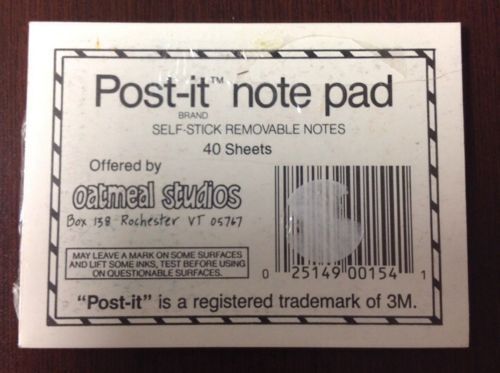 Post-it™ note pad
BRAND
SELF-STICK REMOVABLE NOTES
40 Sheets
Offered by
oatmeal studios
Box 138 Rochester VT 05767
MAY LEAVE A MARK ON SOME SURFACES
AND LIFT SOME INKS, TEST BEFORE USING
ON QUESTIONABLE SURFACES.
0 25149 00154 1
“Post-it” is a registered trademark of 3M.